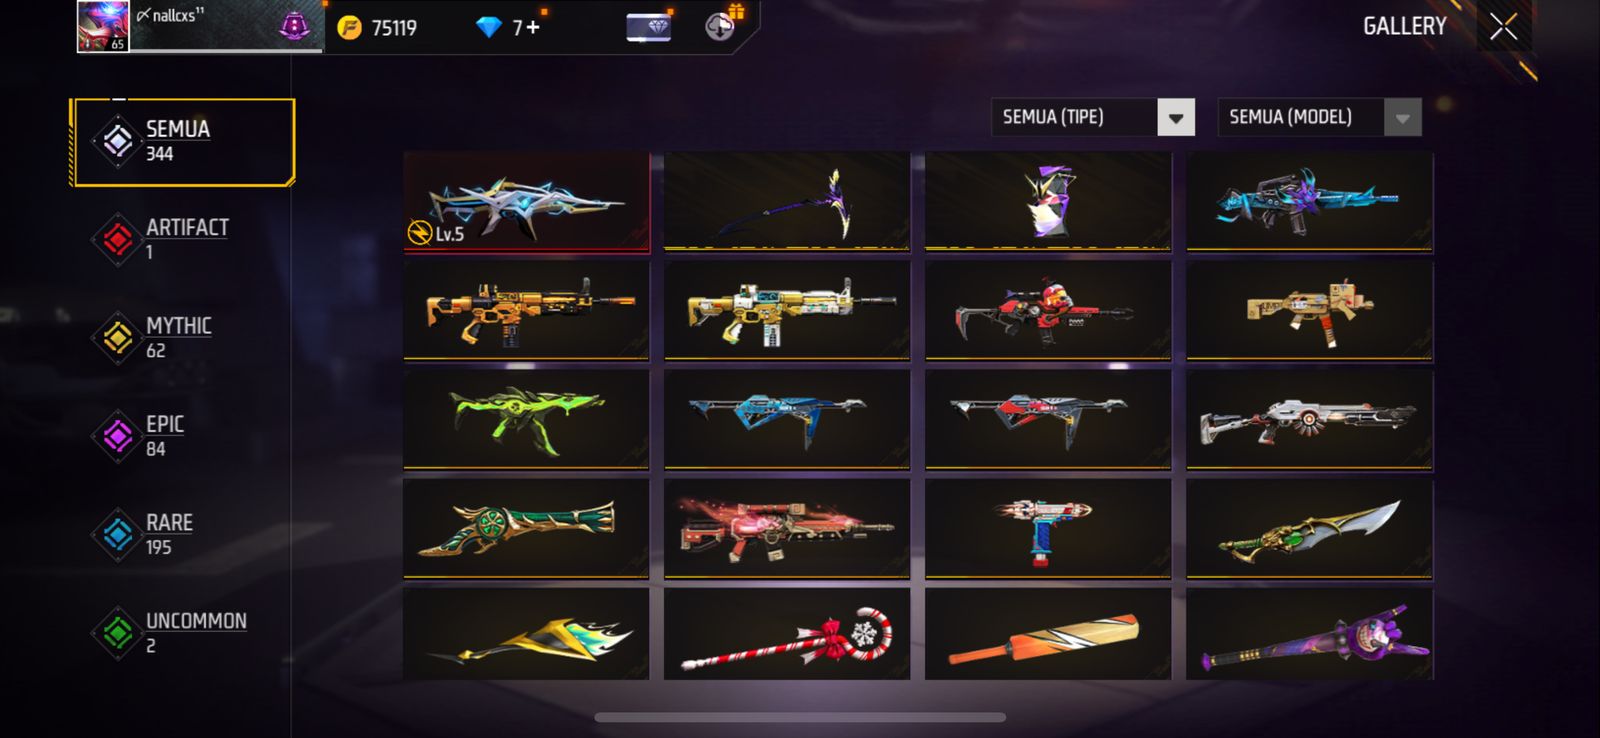 nallcxs¹¹
65
75119
7+
GALLERY
SEMUA (TIPE)
SEMUA (MODEL)
SEMUA
344
ARTIFACT
1
MYTHIC
62
EPIC
84
RARE
195
UNCOMMON
2
Lv.5